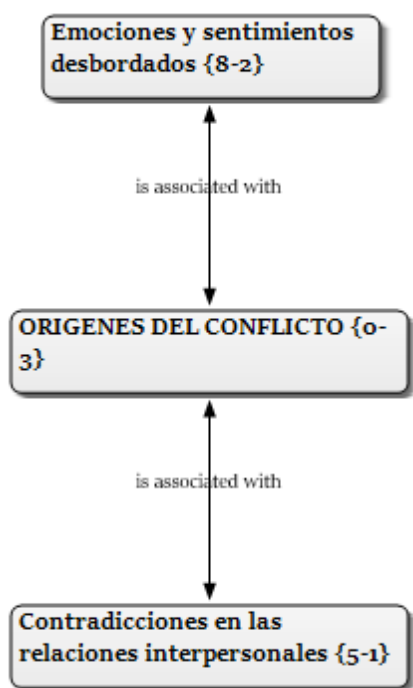 Emociones y sentimientos
desbordados {8-2}
is associated with
ORIGENES DEL CONFLICTO {0-
3}
is associated with
Contradicciones en las
relaciones interpersonales {5-1}